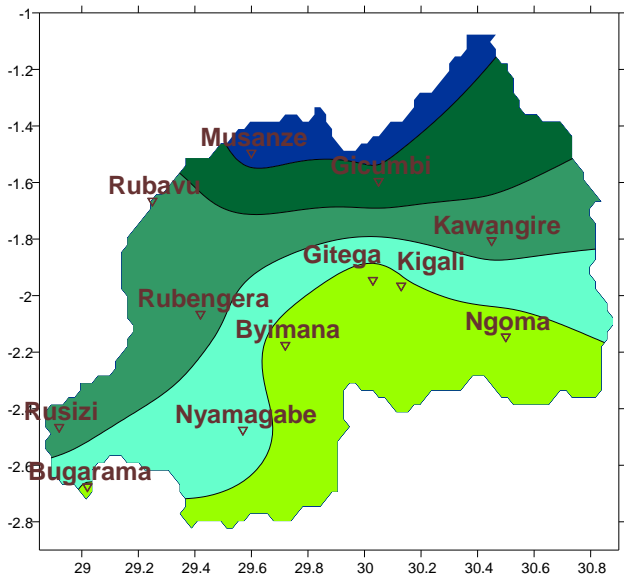 -1
-1.2
-1.4
Musanze
Gicumbi
-1.6
Rubavu
-1.8
Kawangire
Gitega
Kigali
-2
Rubengera
Byimana
Ngoma
-2.2
-2.4
Rusizi
Nyamagabe
-2.6
Bugarama
-2.8
29 29.2 29.4 29.6 29.8 30 30.2 30.4 30.6 30.8